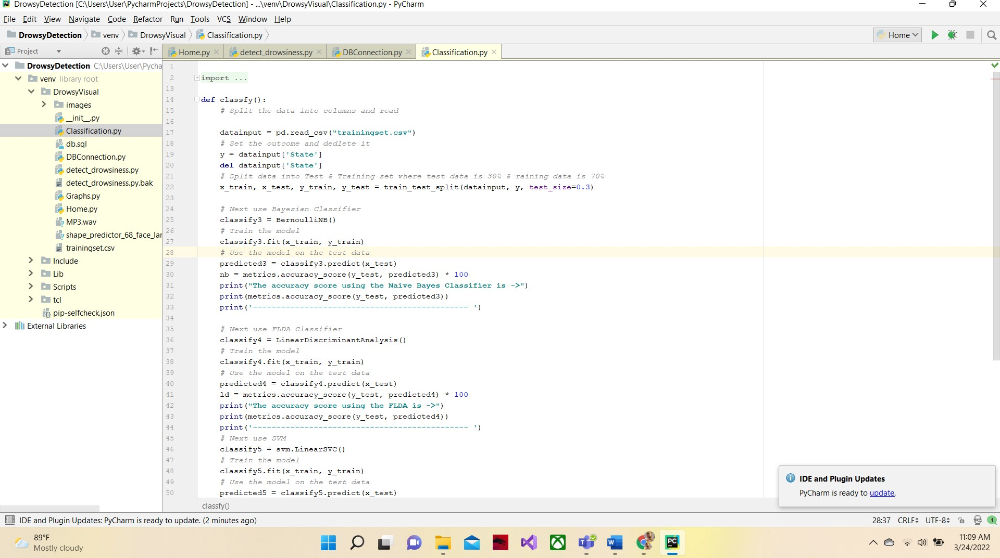 DrowsyDetection [C:\Users\User\PycharmProjects\DrowsyDetection] - ...\venv\DrowsyVisual\Classification.py - PyCharm
File Edit View Navigate Code Refactor Run Tools VCS Window Help
DrowsyDetection venv DrowsyVisual Classification.py Home
Project Home.py detect_drowsiness.py DBConnection.py Classification.py
DrowsyDetection C:\Users\User\Pycha
venv library root
DrowsyVisual
images
__init__.py
Classification.py
db.sql
DBConnection.py
detect_drowsiness.py
detect_drowsiness.py.bak
Graphs.py
Home.py
MP3.wav
shape_predictor_68_face_lar
trainingset.csv
Include
Lib
Scripts
tcl
pip-selfcheck.json
External Libraries
1
2 import ...
13
14 def classfy():
15 # Split the data into columns and read
16
17 datainput = pd.read_csv("trainingset.csv")
18 # Set the outcome and dedlete it
19 y = datainput['State']
20 del datainput['State']
21 # Split data into Test & Training set where test data is 30% & raining data is 70%
22 x_train, x_test, y_train, y_test = train_test_split(datainput, y, test_size=0.3)
23
24 # Next use Bayesian Classifier
25 classify3 = BernoulliNB()
26 # Train the model
27 classify3.fit(x_train, y_train)
28 # Use the model on the test data
29 predicted3 = classify3.predict(x_test)
30 nb = metrics.accuracy_score(y_test, predicted3) * 100
31 print("The accuracy score using the Naive Bayes Classifier is ->")
32 print(metrics.accuracy_score(y_test, predicted3))
33 print('---------------------------------------------- ')
34
35 # Next use FLDA Classifier
36 classify4 = LinearDiscriminantAnalysis()
37 # Train the model
38 classify4.fit(x_train, y_train)
39 # Use the model on the test data
40 predicted4 = classify4.predict(x_test)
41 ld = metrics.accuracy_score(y_test, predicted4) * 100
42 print("The accuracy score using the FLDA is ->")
43 print(metrics.accuracy_score(y_test, predicted4))
44 print('---------------------------------------------- ')
45 # Next use SVM
46 classify5 = svm.LinearSVC()
47 # Train the model
48 classify5.fit(x_train, y_train)
49 # Use the model on the test data
50 predicted5 = classify5.predict(x_test)
classfy()
IDE and Plugin Updates
PyCharm is ready to update.
IDE and Plugin Updates: PyCharm is ready to update. (2 minutes ago) 28:37 CRLF UTF-8 1
89°F
Mostly cloudy
11:09 AM
3/24/2022